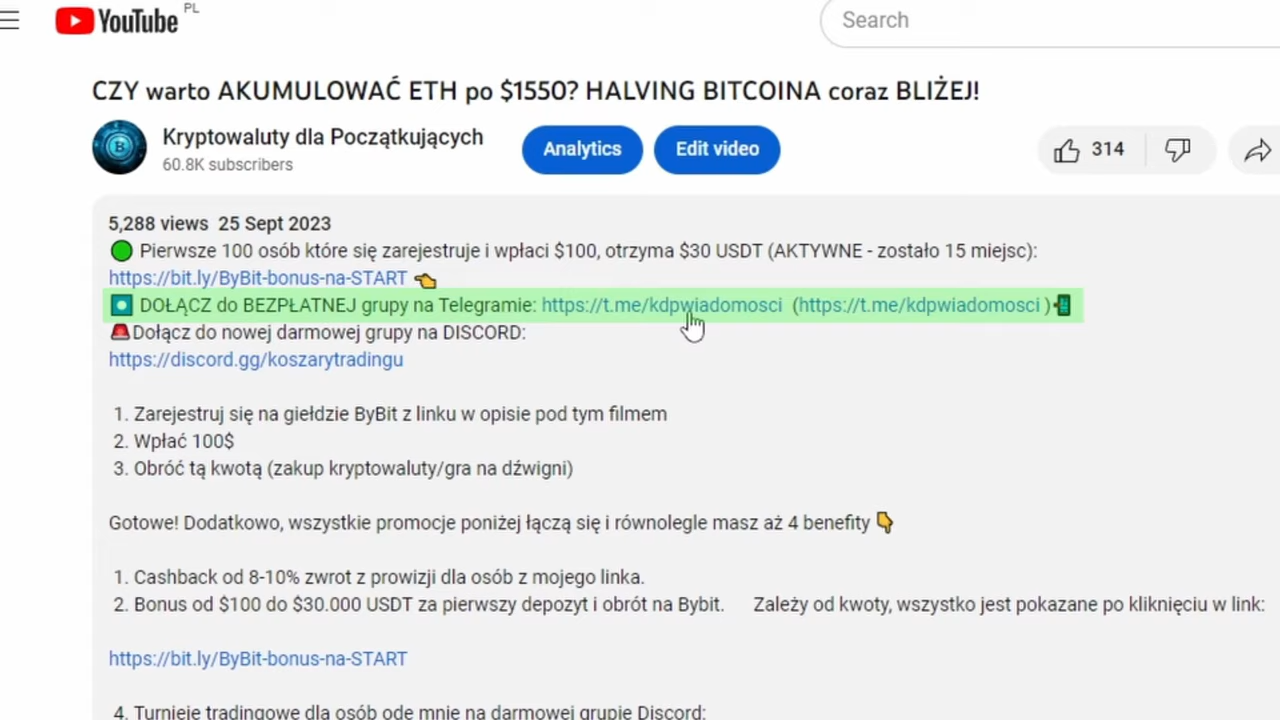 YouTube PL
Search
CZY warto AKUMULOWAĆ ETH po $1550? HALVING BITCOINA coraz BLIŻEJ!
Kryptowaluty dla Początkujących
60.8K subscribers
Analytics
Edit video
314
5,288 views 25 Sept 2023
Pierwsze 100 osób które się zarejestruje i wpłaci $100, otrzyma $30 USDT (AKTYWNE - zostało 15 miejsc):
https://bit.ly/ByBit-bonus-na-START
DOŁĄCZ do BEZPŁATNEJ grupy na Telegramie: https://t.me/kdpwiadomosci (https://t.me/kdpwiadomosci )
Dołącz do nowej darmowej grupy na DISCORD:
https://discord.gg/koszarytradingu
1. Zarejestruj się na giełdzie ByBit z linku w opisie pod tym filmem
2. Wpłać 100$
3. Obróć tą kwotą (zakup kryptowaluty/gra na dźwigni)
Gotowe! Dodatkowo, wszystkie promocje poniżej łączą się i równolegle masz aż 4 benefity
1. Cashback od 8-10% zwrot z prowizji dla osób z mojego linka.
2. Bonus od $100 do $30.000 USDT za pierwszy depozyt i obrót na Bybit. Zależy od kwoty, wszystko jest pokazane po kliknięciu w link:
https://bit.ly/ByBit-bonus-na-START
4. Turnieje tradingowe dla osób ode mnie na darmowej grupie Discord: